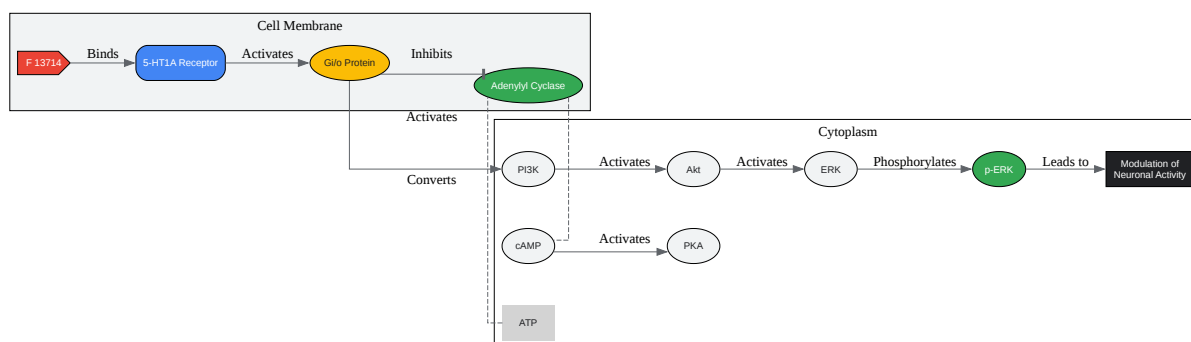 Cell Membrane
F 13714
Binds
5-HT1A Receptor
Activates
Gi/o Protein
Inhibits
Adenylyl Cyclase
Activates
Cytoplasm
PI3K
Activates
Akt
Activates
ERK
Phosphorylates
p-ERK
Leads to
Modulation of
Neuronal Activity
Converts
cAMP
Activates
PKA
ATP